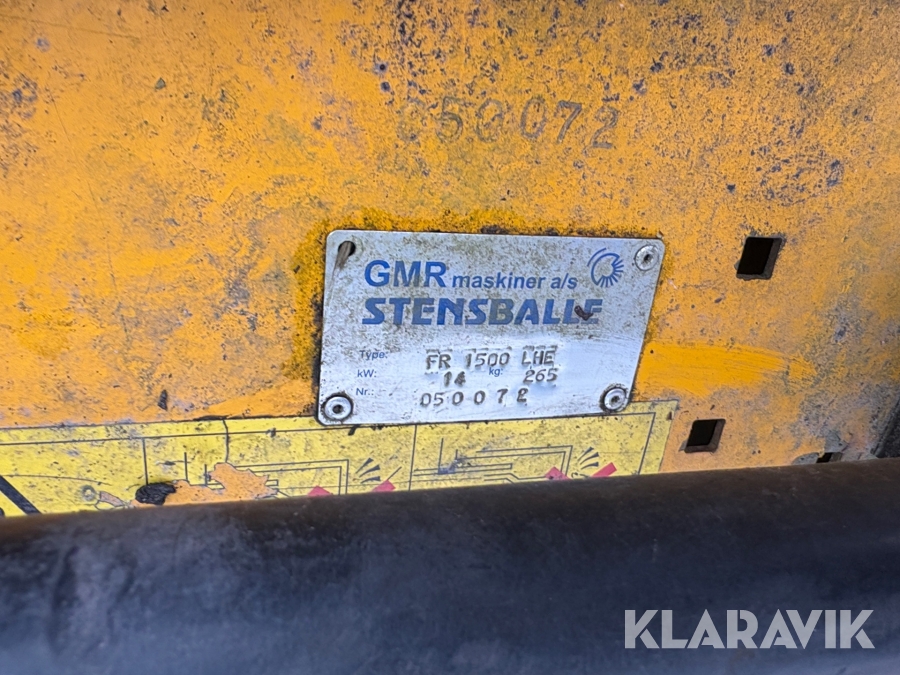 050072
GMR maskiner a/s
STENSBALLE
Type: FR 1500 LHE
kW: 14 kg: 265
Nr.: 050072
KLARAVIK